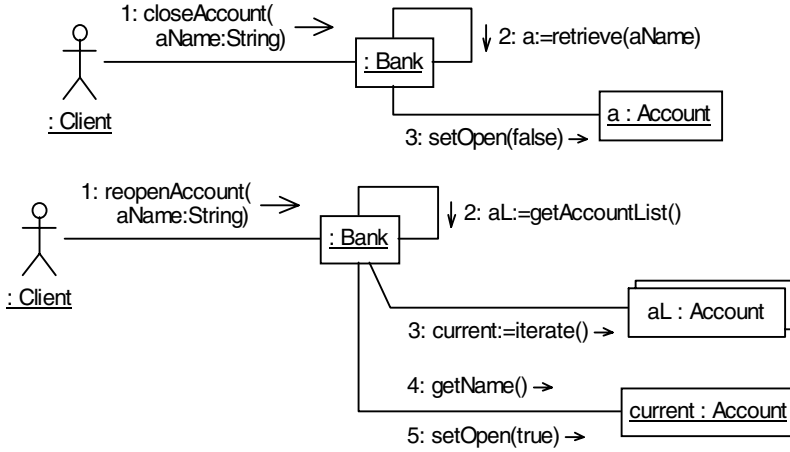 1: closeAccount(
aName:String)
2: a:=retrieve(aName)
: Bank
: Client
a : Account
3: setOpen(false)
1: reopenAccount(
aName:String)
2: aL:=getAccountList()
: Bank
: Client
aL : Account
3: current:=iterate()
4: getName()
current : Account
5: setOpen(true)